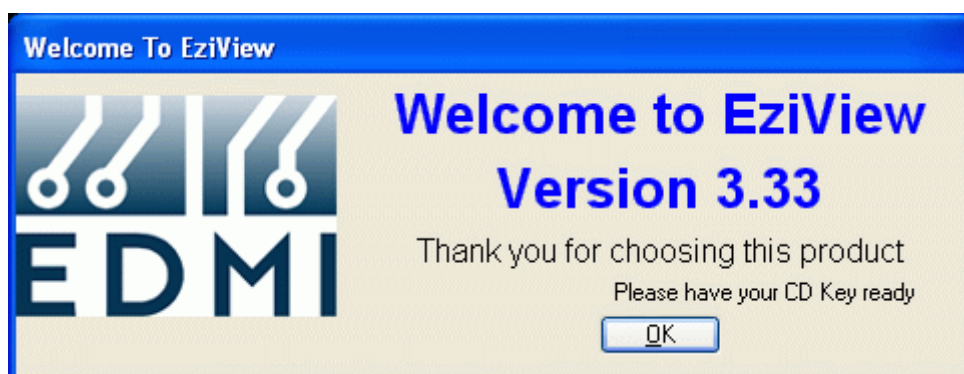 Welcome To EziView
Welcome to EziView
Version 3.33
Thank you for choosing this product
Please have your CD Key ready
OK
EDMI